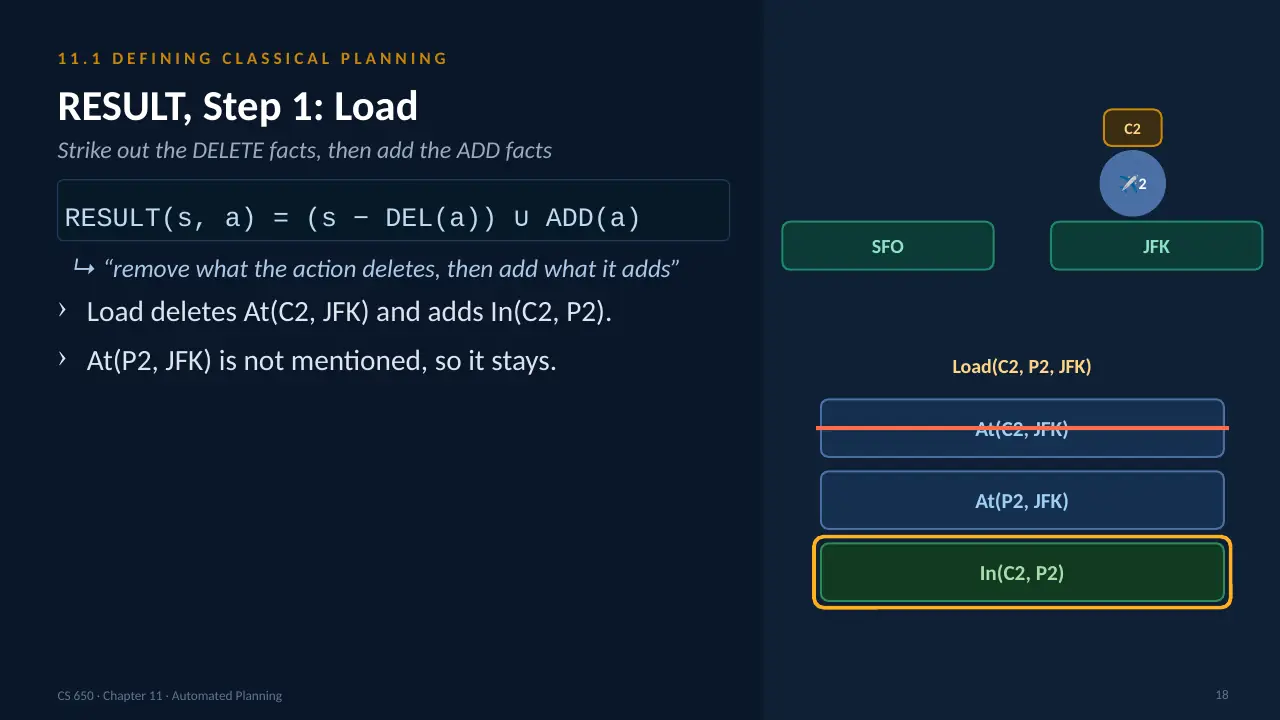 11.1 DEFINING CLASSICAL PLANNING
RESULT, Step 1: Load
Strike out the DELETE facts, then add the ADD facts
RESULT(s, a) = (s − DEL(a)) ∪ ADD(a)
↪ “remove what the action deletes, then add what it adds”
› Load deletes At(C2, JFK) and adds In(C2, P2).
› At(P2, JFK) is not mentioned, so it stays.
C2
✈️2
SFO
JFK
Load(C2, P2, JFK)
At(C2, JFK)
At(P2, JFK)
In(C2, P2)
CS 650 · Chapter 11 · Automated Planning
18